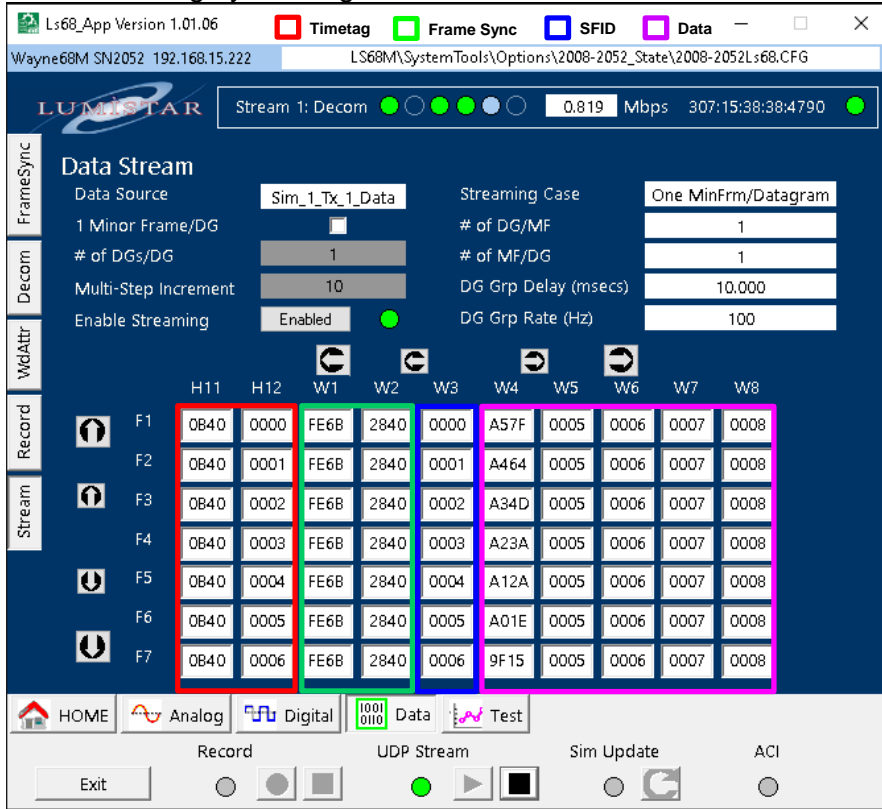 Ls68_App Version 1.01.06 Timetag Frame Sync SFID Data
Wayne68M SN2052 192.168.15.222 LS68M\SystemTools\Options\2008-2052_State\2008-2052Ls68.CFG
LUMISTAR Stream 1: Decom 0.819 Mbps 307:15:38:38:4790
FrameSync
Decom
WdAttr
Record
Stream
Data Stream
Data Source Sim_1_Tx_1_Data Streaming Case One MinFrm/Datagram
1 Minor Frame/DG # of DG/MF 1
# of DGs/DG 1 # of MF/DG 1
Multi-Step Increment 10 DG Grp Delay (msecs) 10.000
Enable Streaming Enabled DG Grp Rate (Hz) 100
H11 H12 W1 W2 W3 W4 W5 W6 W7 W8
F1 0B40 0000 FE6B 2840 0000 A57F 0005 0006 0007 0008
F2 0B40 0001 FE6B 2840 0001 A464 0005 0006 0007 0008
F3 0B40 0002 FE6B 2840 0002 A34D 0005 0006 0007 0008
F4 0B40 0003 FE6B 2840 0003 A23A 0005 0006 0007 0008
F5 0B40 0004 FE6B 2840 0004 A12A 0005 0006 0007 0008
F6 0B40 0005 FE6B 2840 0005 A01E 0005 0006 0007 0008
F7 0B40 0006 FE6B 2840 0006 9F15 0005 0006 0007 0008
HOME Analog Digital 1001 0110 Data Test
Record UDP Stream Sim Update ACI
Exit